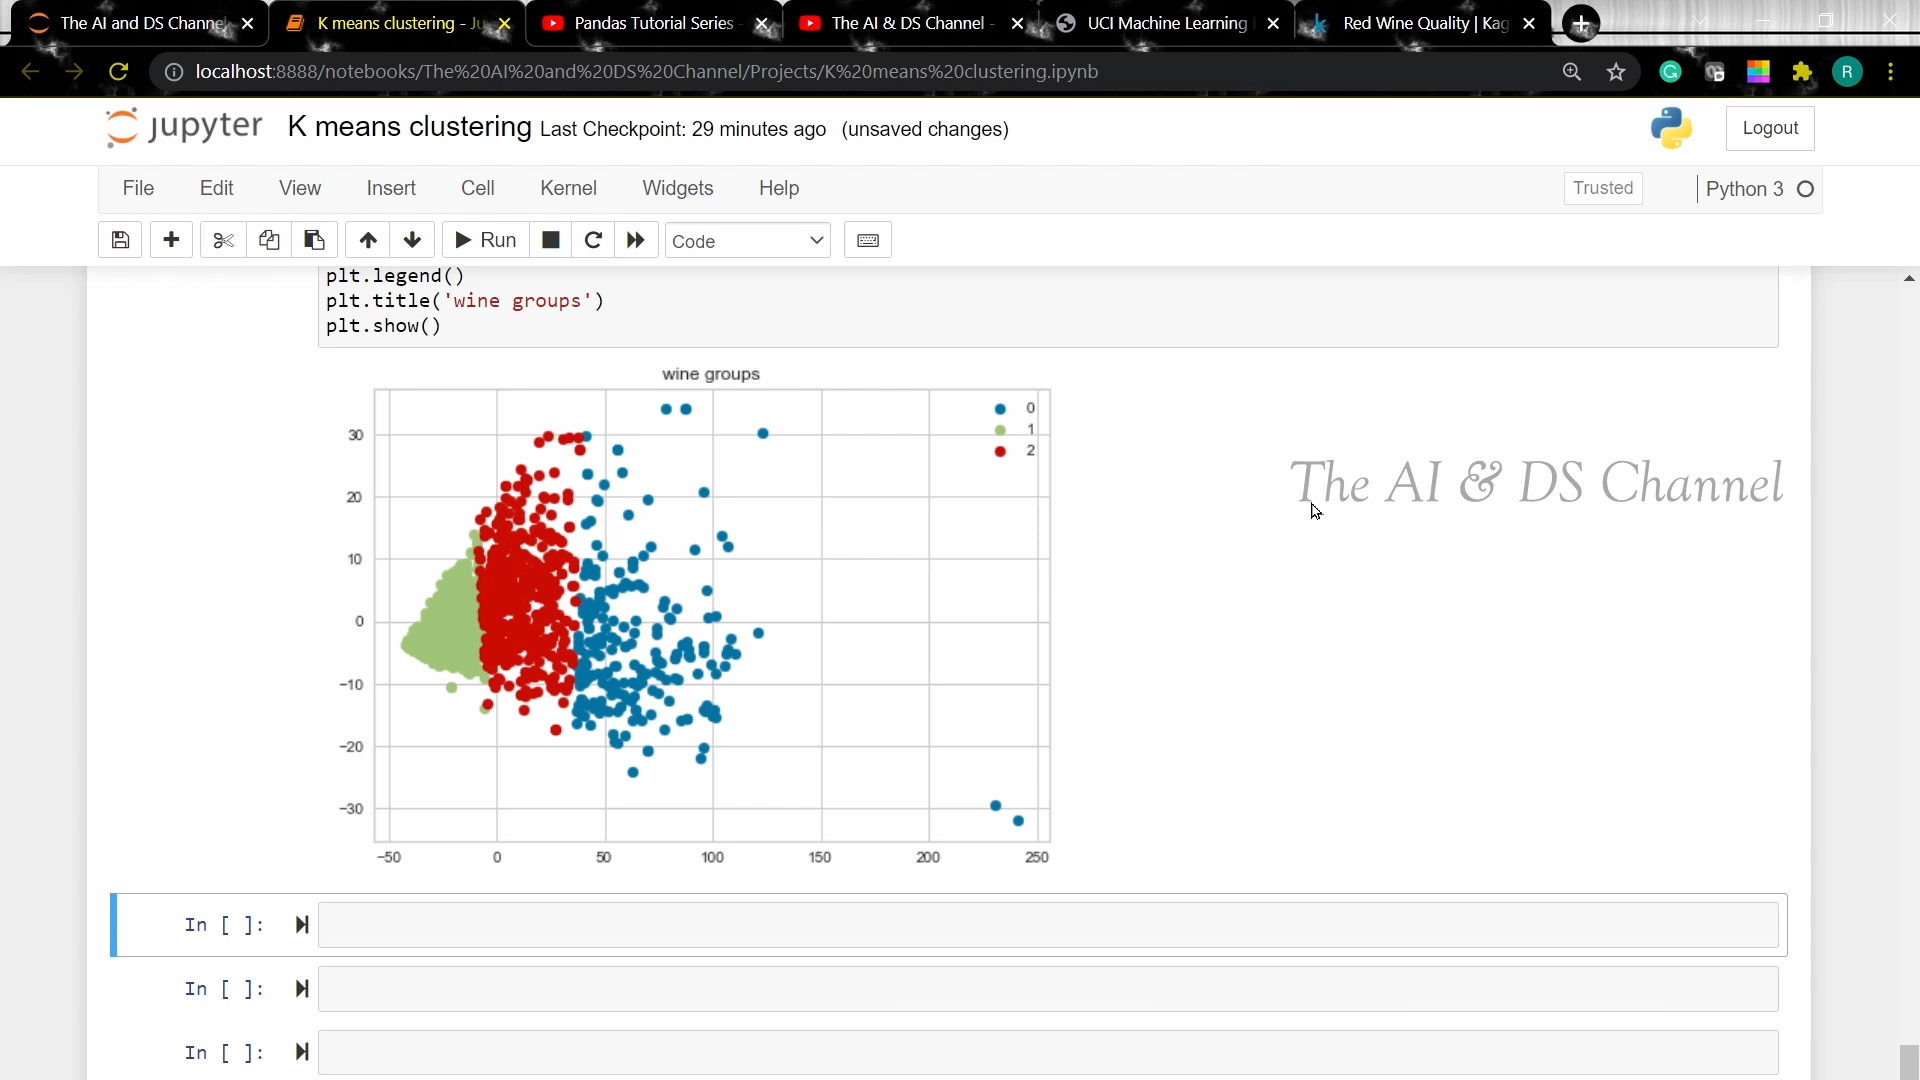 The AI and DS Channel
K means clustering - Ju
Pandas Tutorial Series -
The AI & DS Channel -
UCI Machine Learning
Red Wine Quality | Kag
localhost:8888/notebooks/The%20AI%20and%20DS%20Channel/Projects/K%20means%20clustering.ipynb
R
jupyter K means clustering Last Checkpoint: 29 minutes ago (unsaved changes)
Logout
File Edit View Insert Cell Kernel Widgets Help
Trusted
Python 3
Run
Code
plt.legend()
plt.title('wine groups')
plt.show()
wine groups
0
1
2
30
20
10
0
−10
−20
−30
−50 0 50 100 150 200 250
The AI & DS Channel
In [ ]:
In [ ]:
In [ ]: